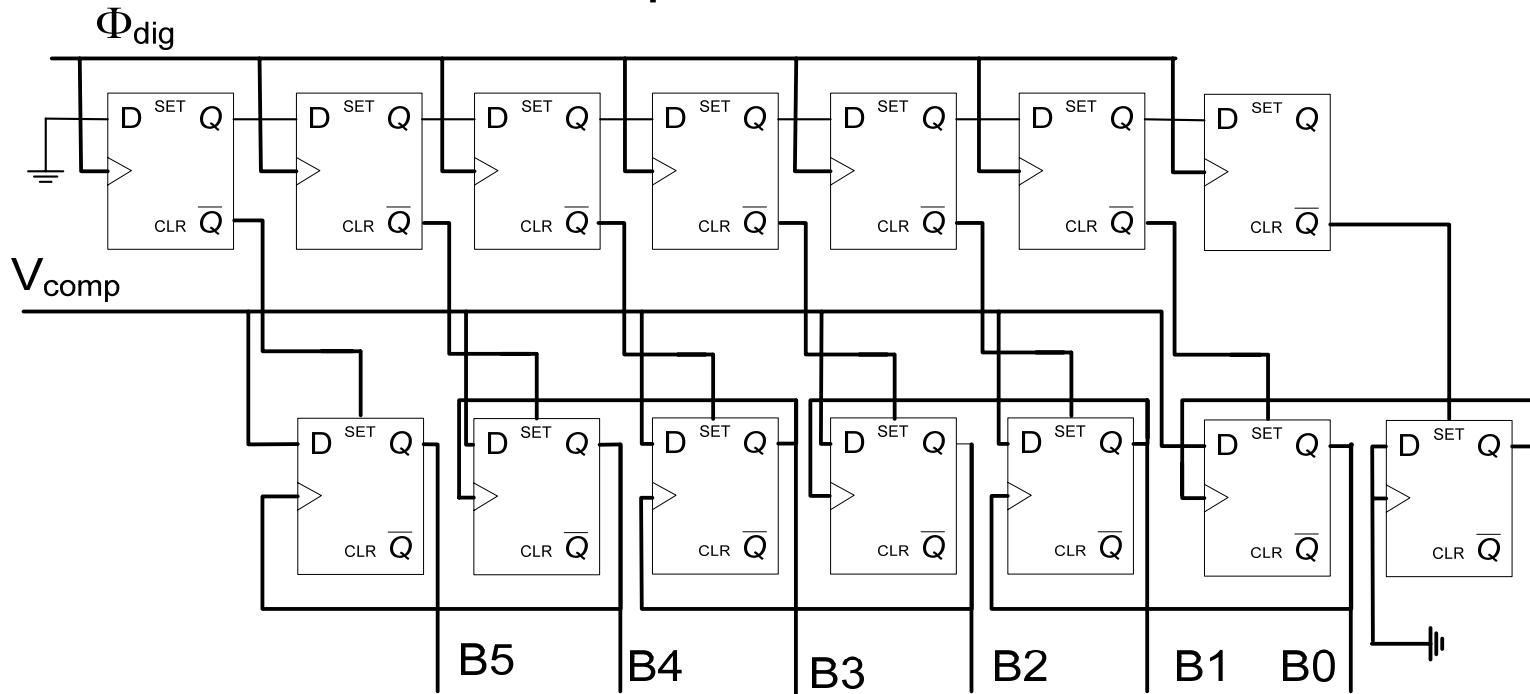 Φdig
D SET Q D SET Q D SET Q D SET Q D SET Q D SET Q D SET Q
CLR Q̅ CLR Q̅ CLR Q̅ CLR Q̅ CLR Q̅ CLR Q̅ CLR Q̅
Vcomp
D SET Q D SET Q D SET Q D SET Q D SET Q D SET Q D SET Q
CLR Q̅ CLR Q̅ CLR Q̅ CLR Q̅ CLR Q̅ CLR Q̅ CLR Q̅
B5 B4 B3 B2 B1 B0